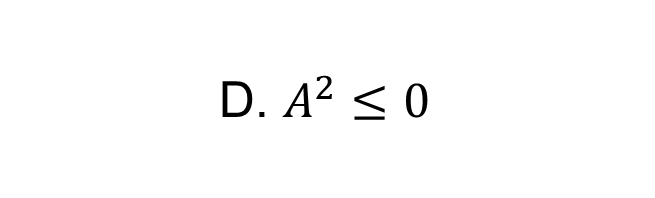 D. A² ≤ 0